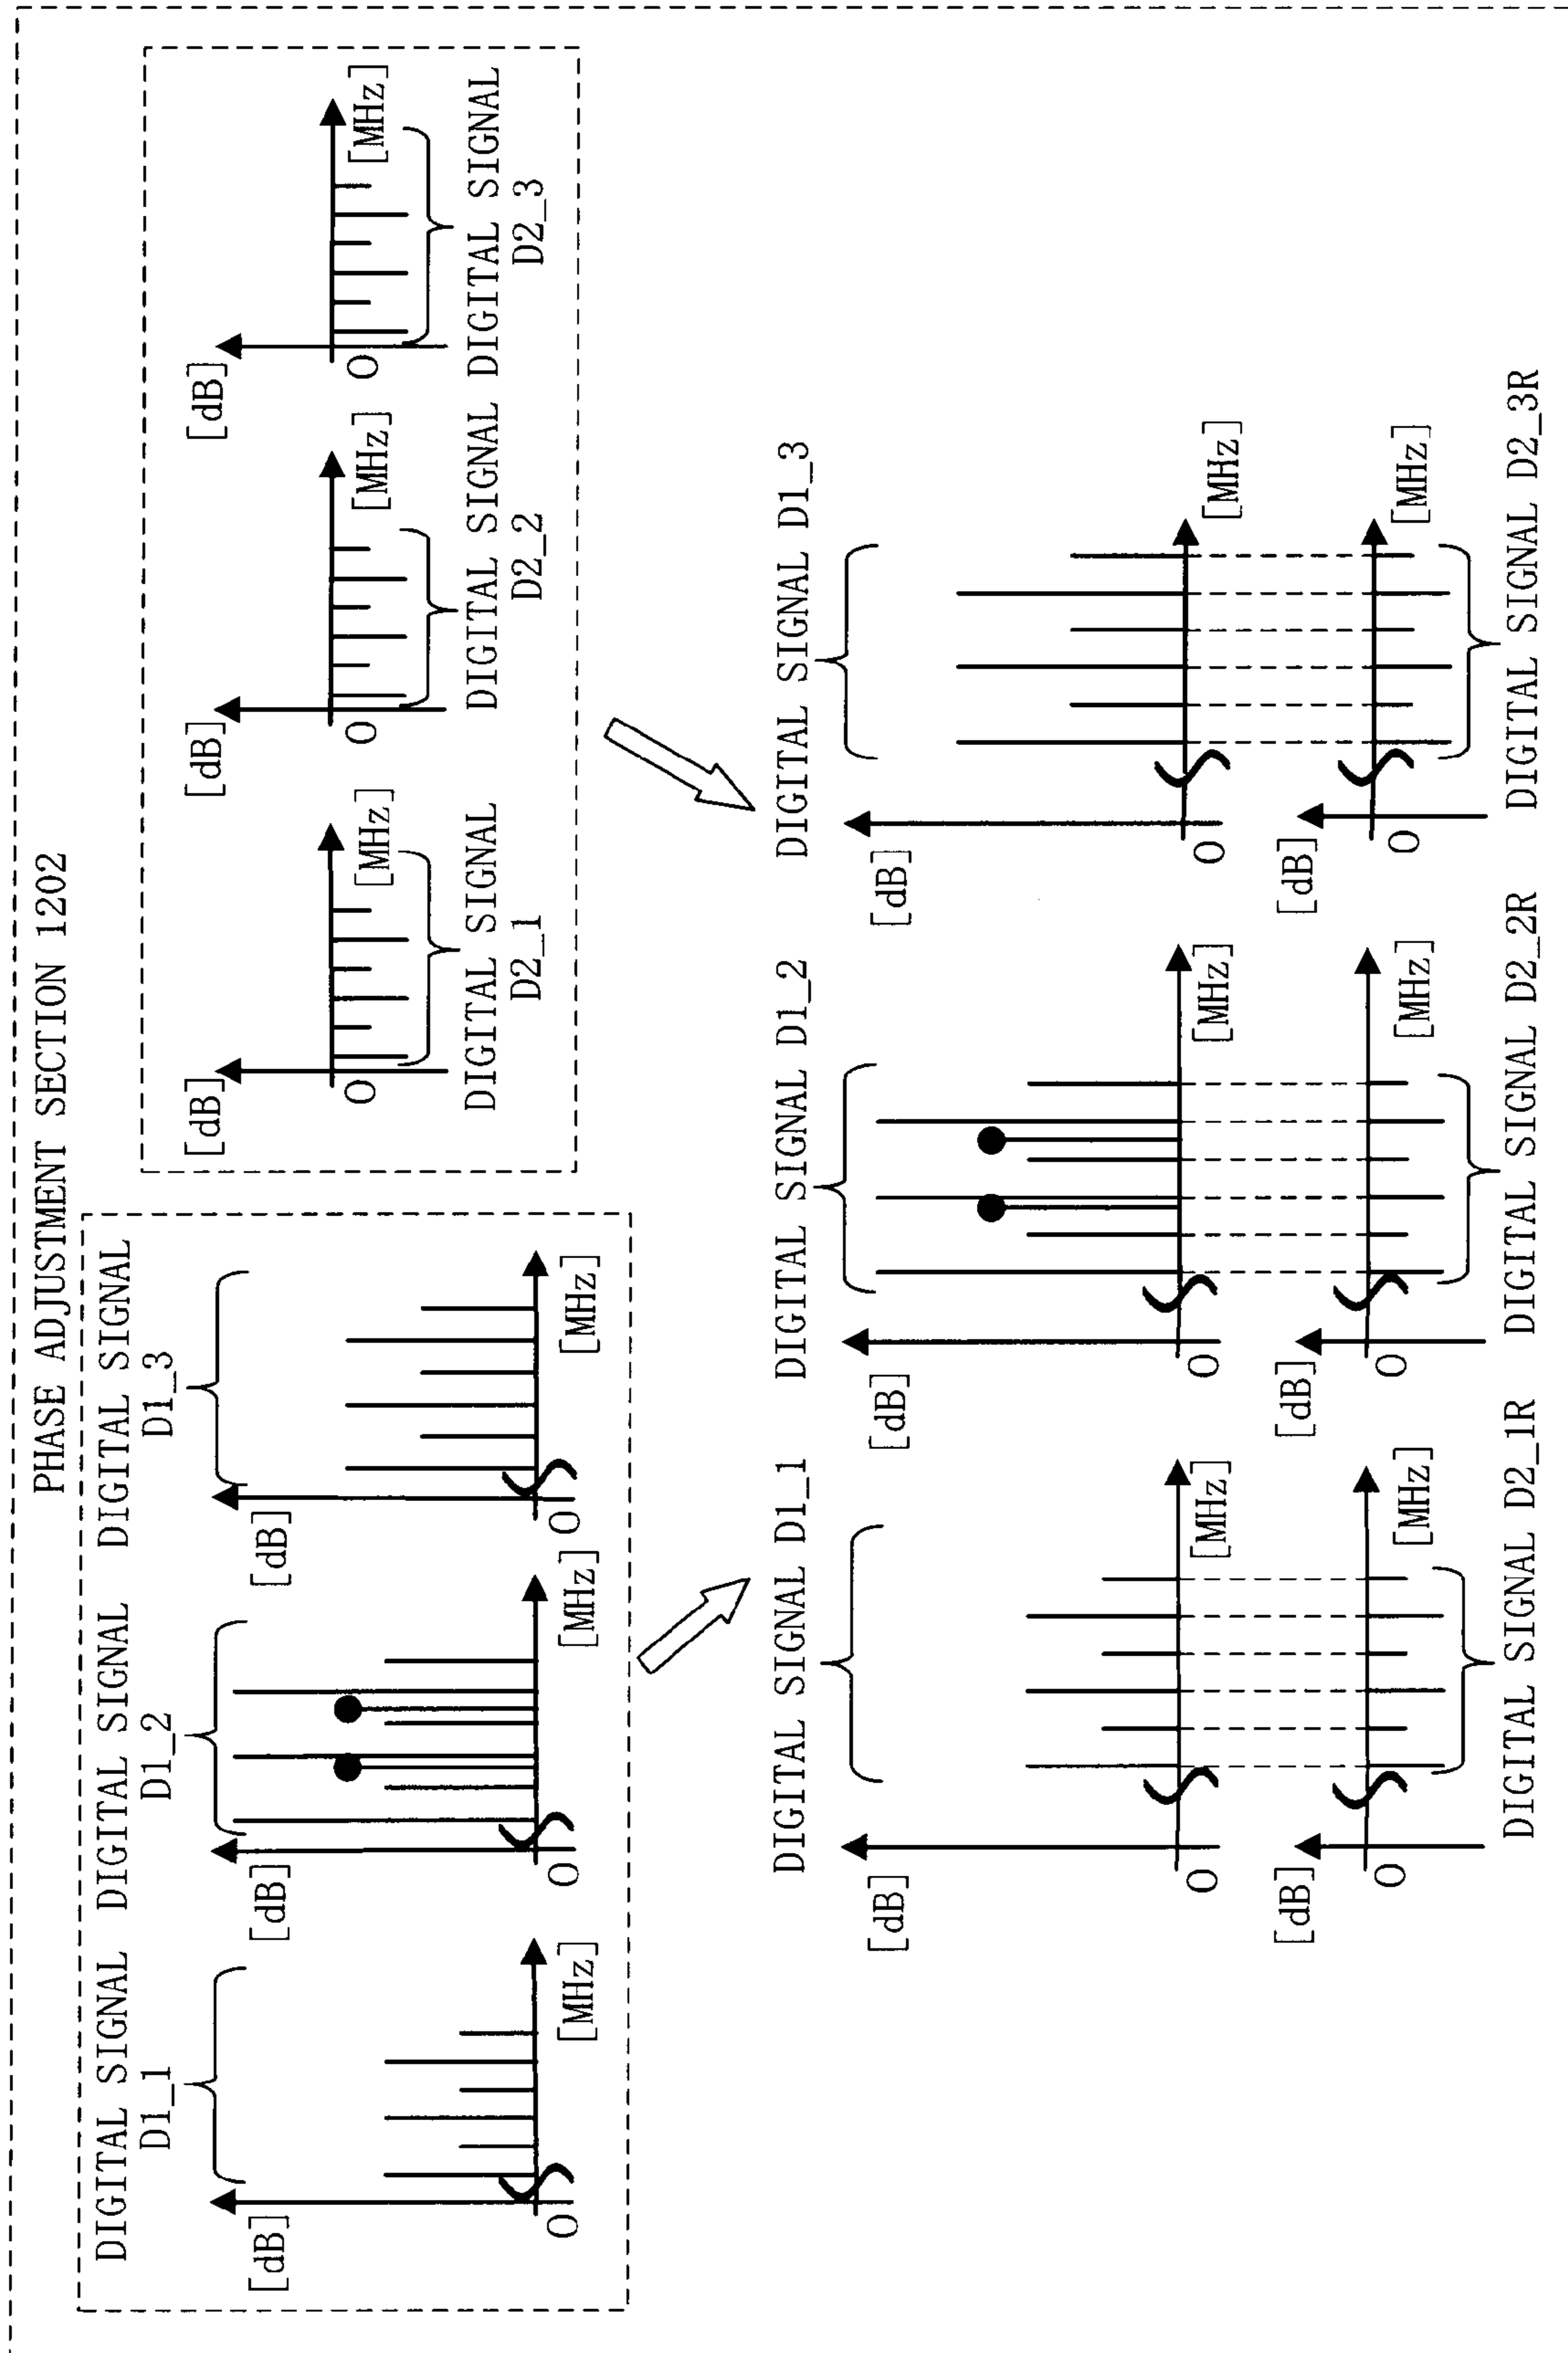 PHASE ADJUSTMENT SECTION 1202
DIGITAL SIGNAL
D1_1
[dB]
0
[MHz]
DIGITAL SIGNAL
D1_2
[dB]
0
[MHz]
DIGITAL SIGNAL
D1_3
[dB]
0
[MHz]
[dB]
0
[MHz]
DIGITAL SIGNAL
D2_1
[dB]
0
[MHz]
DIGITAL SIGNAL
D2_2
[dB]
0
[MHz]
DIGITAL SIGNAL
D2_3
DIGITAL SIGNAL D1_1
[dB]
0
[MHz]
[dB]
0
[MHz]
DIGITAL SIGNAL D2_1R
DIGITAL SIGNAL D1_2
[dB]
0
[MHz]
[dB]
0
[MHz]
DIGITAL SIGNAL D2_2R
DIGITAL SIGNAL D1_3
[dB]
0
[MHz]
[dB]
0
[MHz]
DIGITAL SIGNAL D2_3R